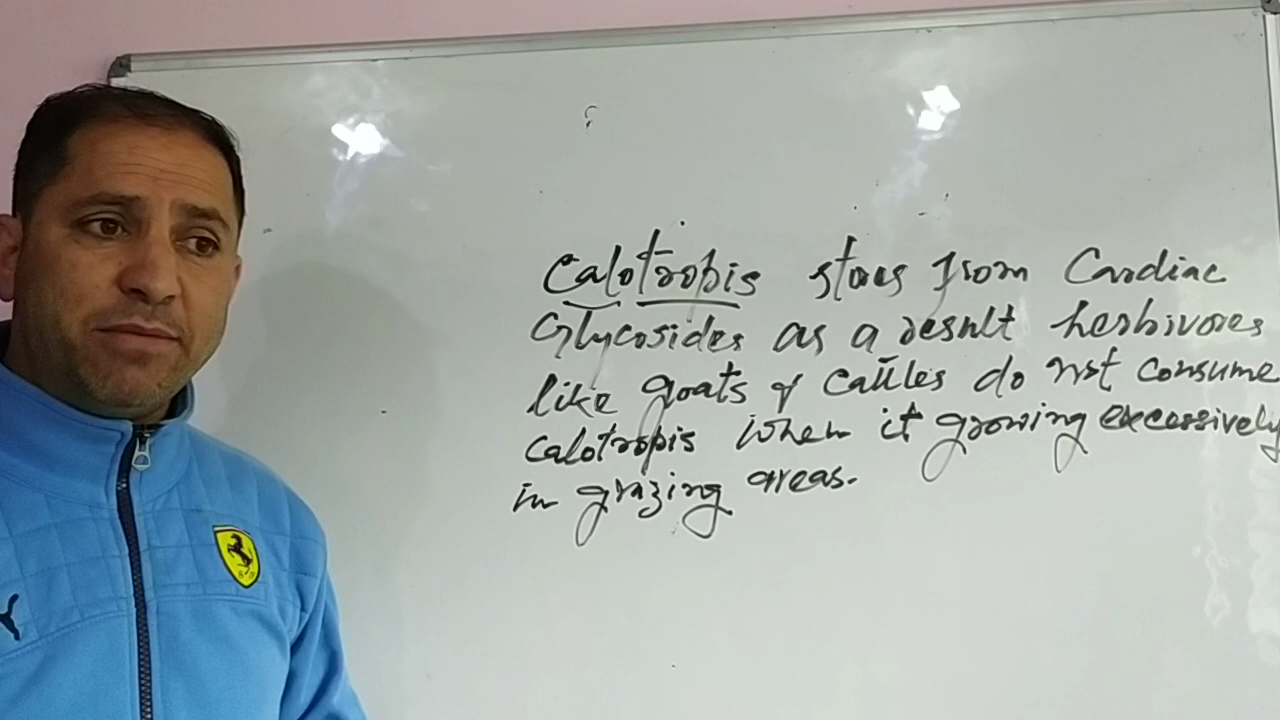 Calotropis stores from Cardiac
Glycosides as a result herbivores
like goats & cattles do not consume
calotropis when it growing excessively
in grazing areas.